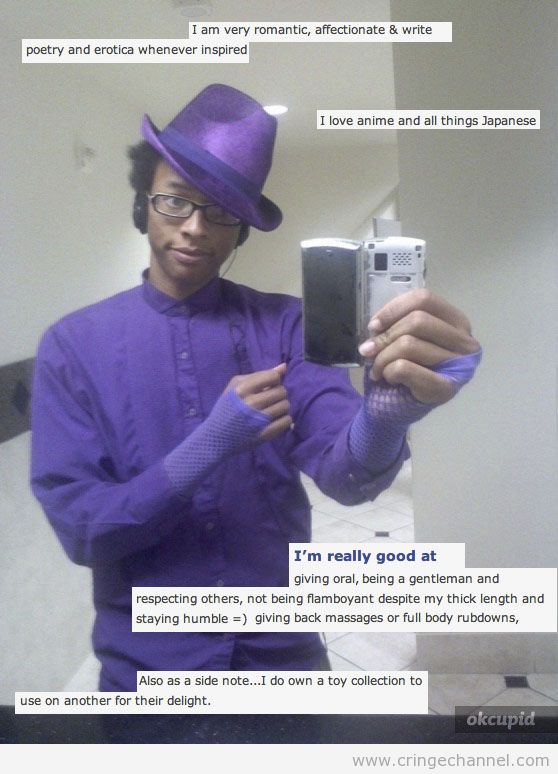 I am very romantic, affectionate & write
poetry and erotica whenever inspired
I love anime and all things Japanese
I'm really good at
giving oral, being a gentleman and
respecting others, not being flamboyant despite my thick length and
staying humble =) giving back massages or full body rubdowns,
Also as a side note...I do own a toy collection to
use on another for their delight.
okcupid
www.cringechannel.com